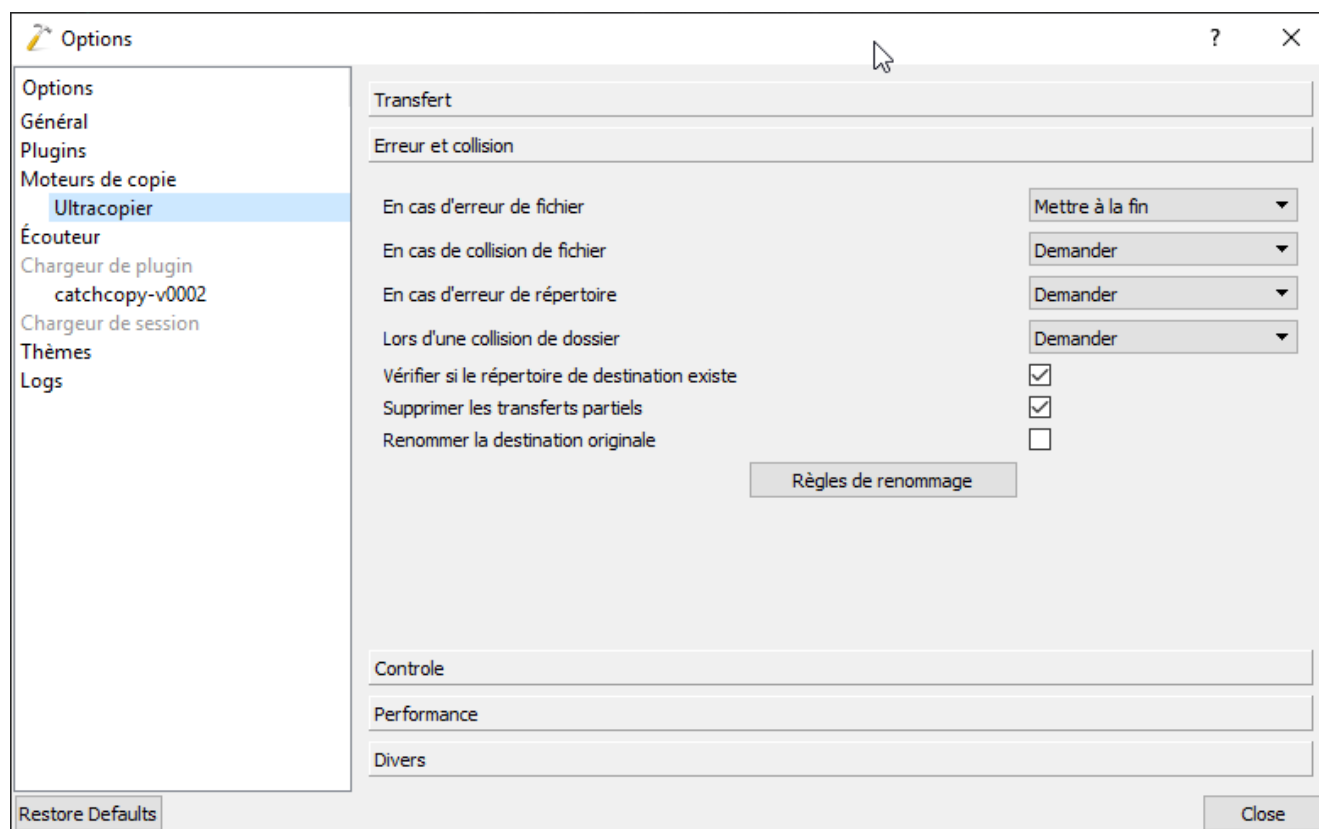 Options
?
Options
Général
Plugins
Moteurs de copie
Ultracopier
Écouteur
Chargeur de plugin
catchcopy-v0002
Chargeur de session
Thèmes
Logs
Transfert
Erreur et collision
En cas d'erreur de fichier Mettre à la fin
En cas de collision de fichier Demander
En cas d'erreur de répertoire Demander
Lors d'une collision de dossier Demander
Vérifier si le répertoire de destination existe
Supprimer les transferts partiels
Renommer la destination originale
Règles de renommage
Controle
Performance
Divers
Restore Defaults
Close